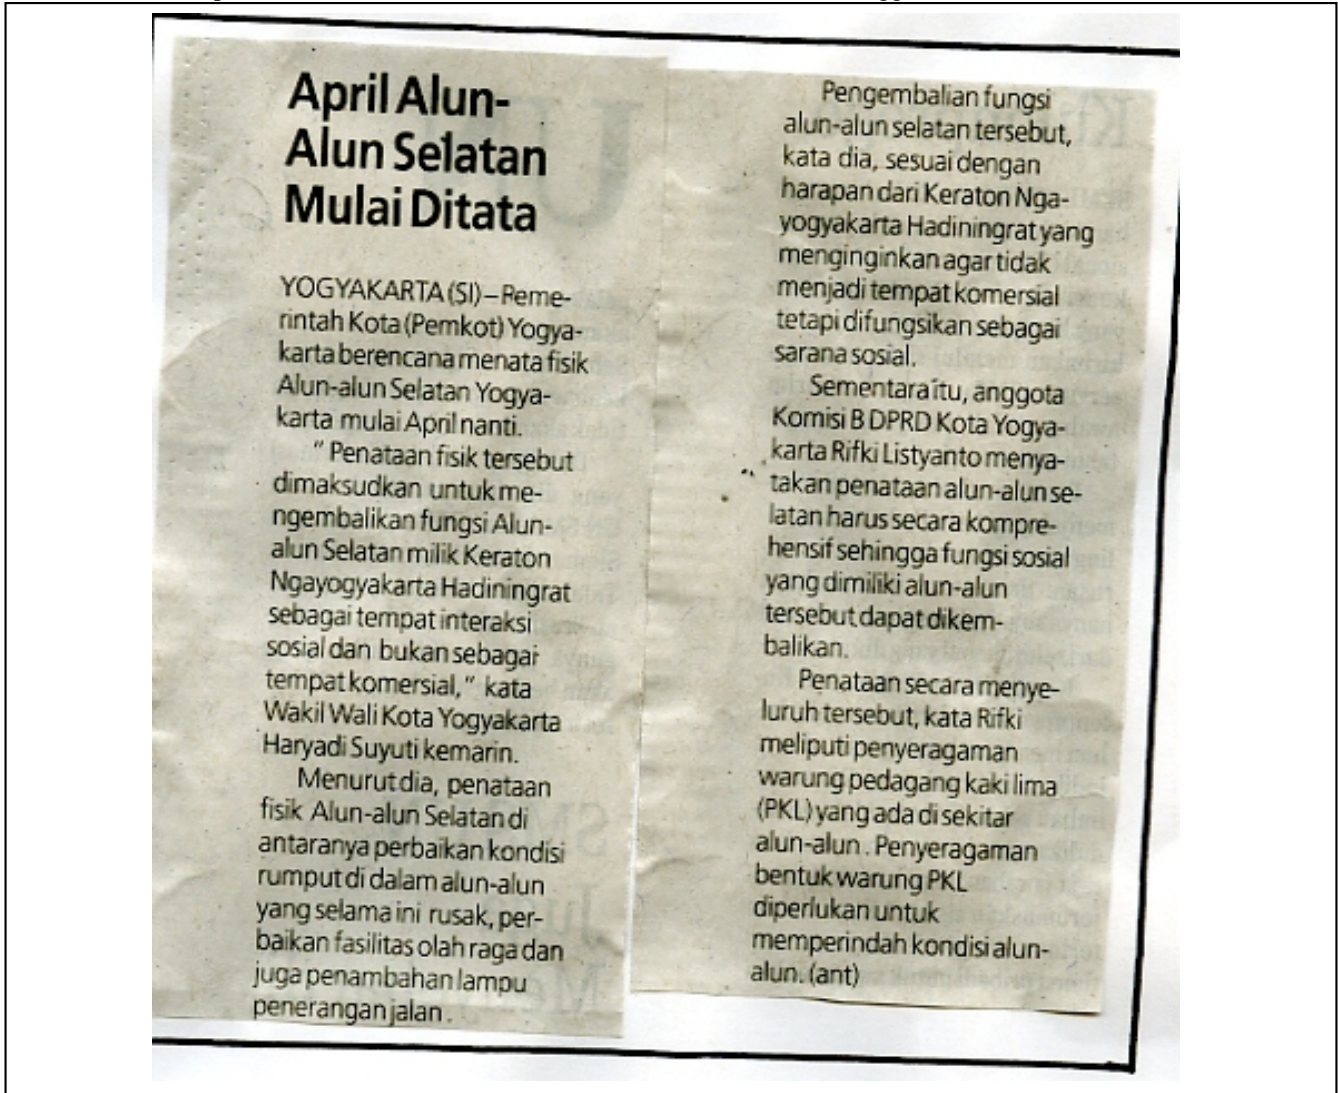 April Alun-
Alun Selatan
Mulai Ditata
YOGYAKARTA (SI) – Peme-
rintah Kota (Pemkot) Yogya-
karta berencana menata fisik
Alun-alun Selatan Yogya-
karta mulai April nanti.
" Penataan fisik tersebut
dimaksudkan untuk me-
ngembalikan fungsi Alun-
alun Selatan milik Keraton
Ngayogyakarta Hadiningrat
sebagai tempat interaksi
sosial dan bukan sebagai
tempat komersial," kata
Wakil Wali Kota Yogyakarta
Haryadi Suyuti kemarin.
Menurut dia, penataan
fisik Alun-alun Selatan di
antaranya perbaikan kondisi
rumput di dalam alun-alun
yang selama ini rusak, per-
baikan fasilitas olah raga dan
juga penambahan lampu
penerangan jalan.
Pengembalian fungsi
alun-alun selatan tersebut,
kata dia, sesuai dengan
harapan dari Keraton Nga-
yogyakarta Hadiningrat yang
menginginkan agar tidak
menjadi tempat komersial
tetapi difungsikan sebagai
sarana sosial.
Sementara itu, anggota
Komisi B DPRD Kota Yogya-
karta Rifki Listyanto menya-
takan penataan alun-alun se-
latan harus secara kompre-
hensif sehingga fungsi sosial
yang dimiliki alun-alun
tersebut dapat dikem-
balikan.
Penataan secara menye-
luruh tersebut, kata Rifki
meliputi penyeragaman
warung pedagang kaki lima
(PKL) yang ada di sekitar
alun-alun. Penyeragaman
bentuk warung PKL
diperlukan untuk
memperindah kondisi alun-
alun. (ant)